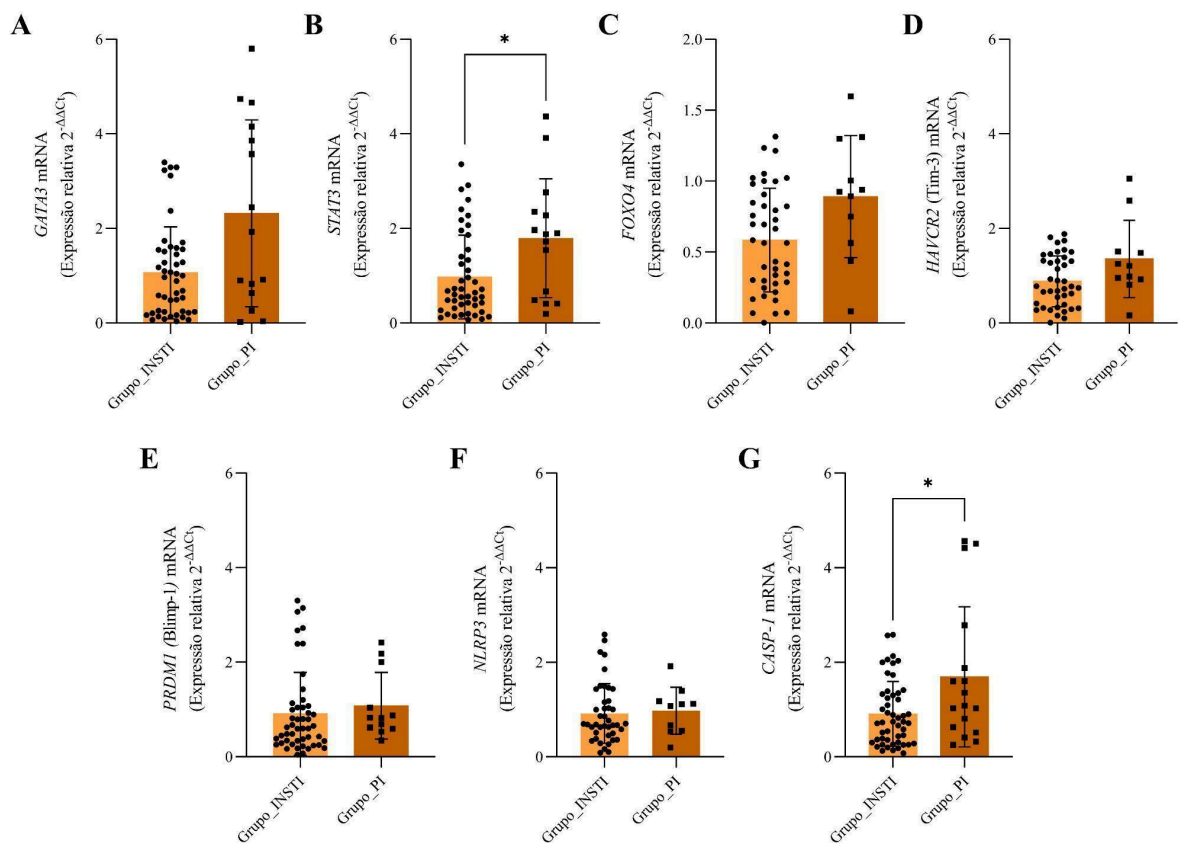 A
GATA3 mRNA
(Expressão relativa 2-ΔΔCt)
6
4
2
0
Grupo_INSTI
Grupo_PI
B
STAT3 mRNA
(Expressão relativa 2-ΔΔCt)
6
4
2
0
*
Grupo_INSTI
Grupo_PI
C
FOXO4 mRNA
(Expressão relativa 2-ΔΔCt)
2.0
1.5
1.0
0.5
0.0
Grupo_INSTI
Grupo_PI
D
HAVCR2 (Tim-3) mRNA
(Expressão relativa 2-ΔΔCt)
6
4
2
0
Grupo_INSTI
Grupo_PI
E
PRDM1 (Blimp-1) mRNA
(Expressão relativa 2-ΔΔCt)
6
4
2
0
Grupo_INSTI
Grupo_PI
F
NLRP3 mRNA
(Expressão relativa 2-ΔΔCt)
6
4
2
0
Grupo_INSTI
Grupo_PI
G
CASP-1 mRNA
(Expressão relativa 2-ΔΔCt)
6
4
2
0
*
Grupo_INSTI
Grupo_PI